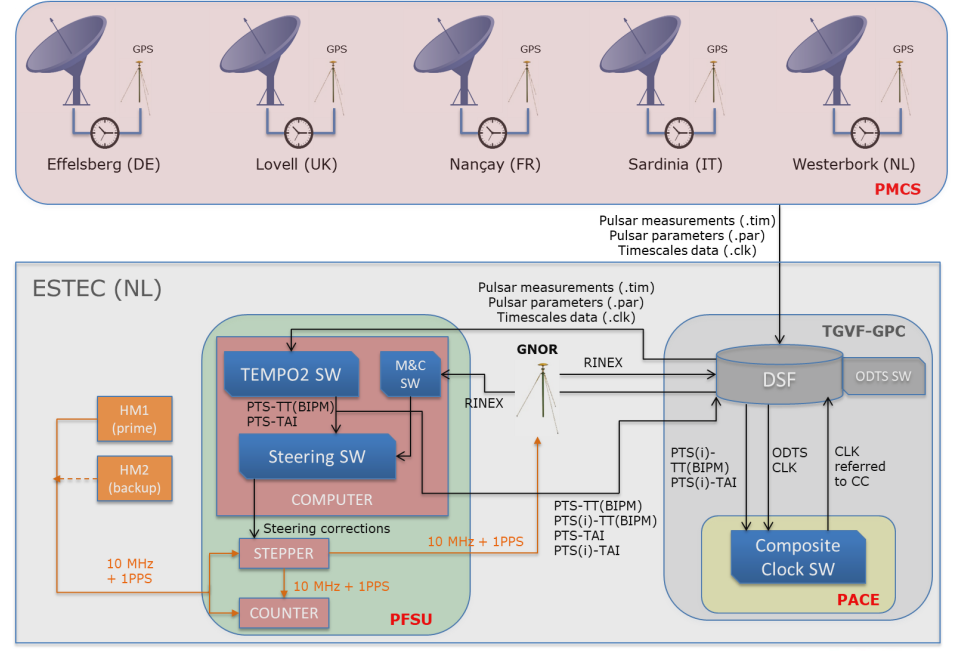 GPS
GPS
GPS
GPS
GPS
Effelsberg (DE)
Lovell (UK)
Nançay (FR)
Sardinia (IT)
Westerbork (NL)
PMCS
Pulsar measurements (.tim)
Pulsar parameters (.par)
Timescales data (.clk)
ESTEC (NL)
Pulsar measurements (.tim)
Pulsar parameters (.par)
Timescales data (.clk)
TGVF-GPC
GNOR
TEMPO2 SW
M&C
SW
RINEX
RINEX
DSF
ODTS SW
HM1
(prime)
PTS-TT(BIPM)
PTS-TAI
Steering SW
HM2
(backup)
COMPUTER
PTS(i)-
TT(BIPM)
PTS(i)-TAI
ODTS
CLK
CLK
referred
to CC
PTS-TT(BIPM)
PTS(i)-TT(BIPM)
PTS-TAI
PTS(i)-TAI
Steering corrections
10 MHz + 1PPS
STEPPER
10 MHz
+ 1PPS
10 MHz + 1PPS
COUNTER
PFSU
Composite
Clock SW
PACE